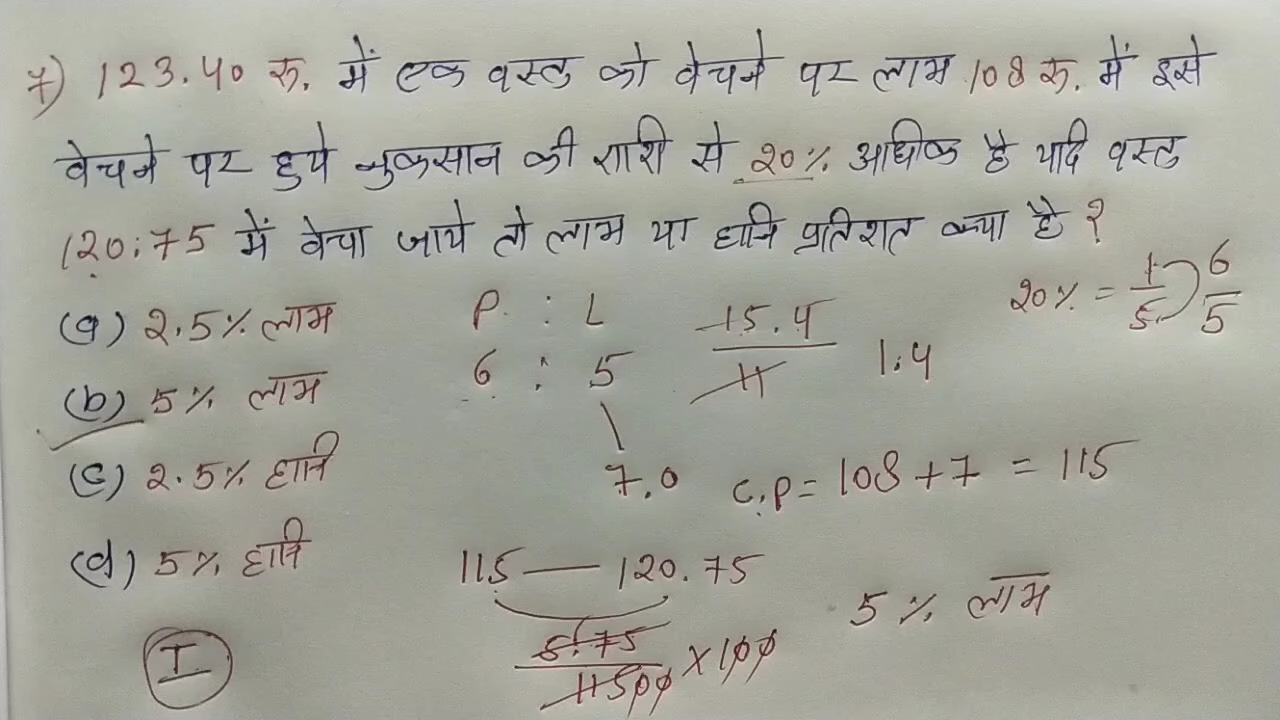 7) 123.40 रु. में एक वस्तु को बेचने पर लाभ 108 रु. में इसे
बेचने पर हुये नुकसान की राशि से 20% अधिक है यदि वस्तु
120.75 में बेचा जाये तो लाभ या हानि प्रतिशत क्या है ?
20% = 1/5 6/5
(a) 2.5% लाभ
P : L
15.4/11
6 : 5
1.4
(b) 5% लाभ
(c) 2.5% हानि
7.0
C.P = 108 + 7 = 115
(d) 5% हानि
115 — 120.75
5% लाभ
5.75/11500 × 100
I